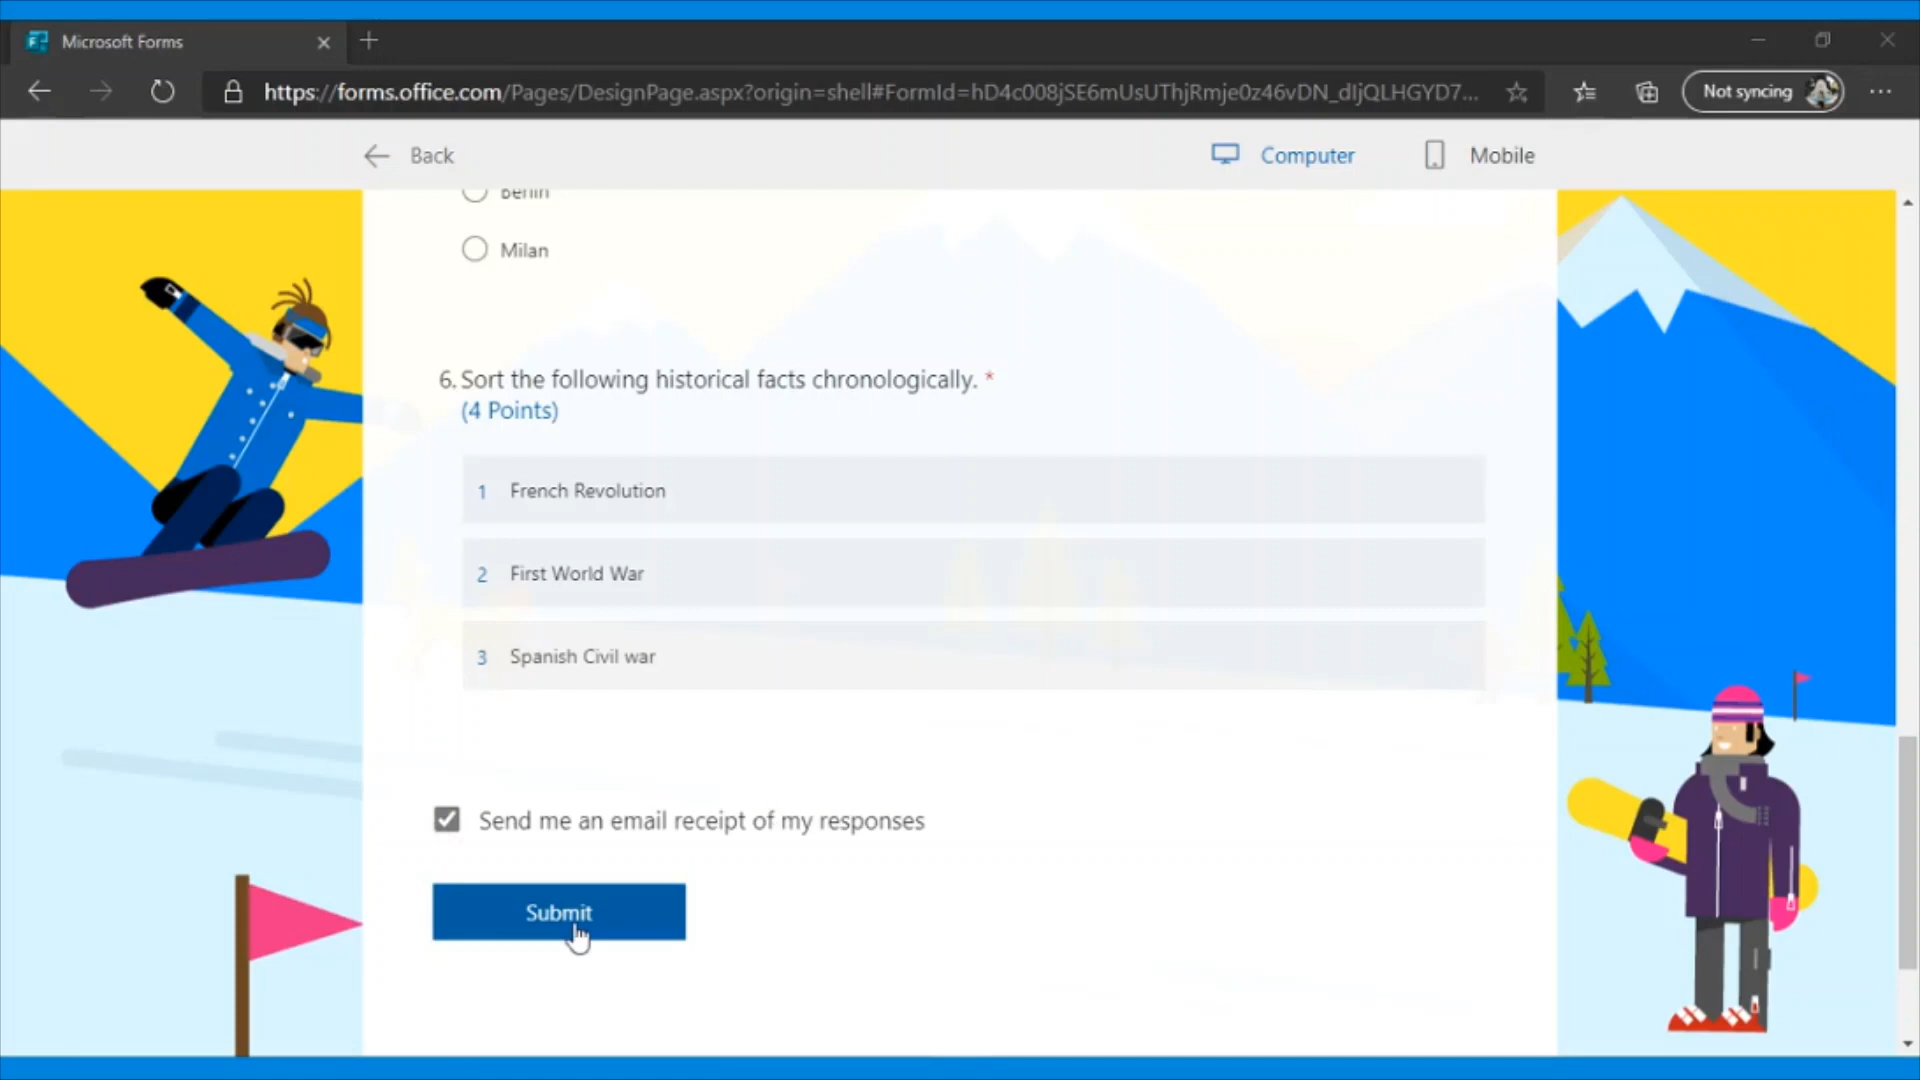 Microsoft Forms
https://forms.office.com/Pages/DesignPage.aspx?origin=shell#FormId=hD4c008jSE6mUsUThjRmje0z46vDN_dIjQLHGYD7...
Not syncing
Back
Computer
Mobile
Berlin
Milan
6. Sort the following historical facts chronologically. *
(4 Points)
1 French Revolution
2 First World War
3 Spanish Civil war
Send me an email receipt of my responses
Submit